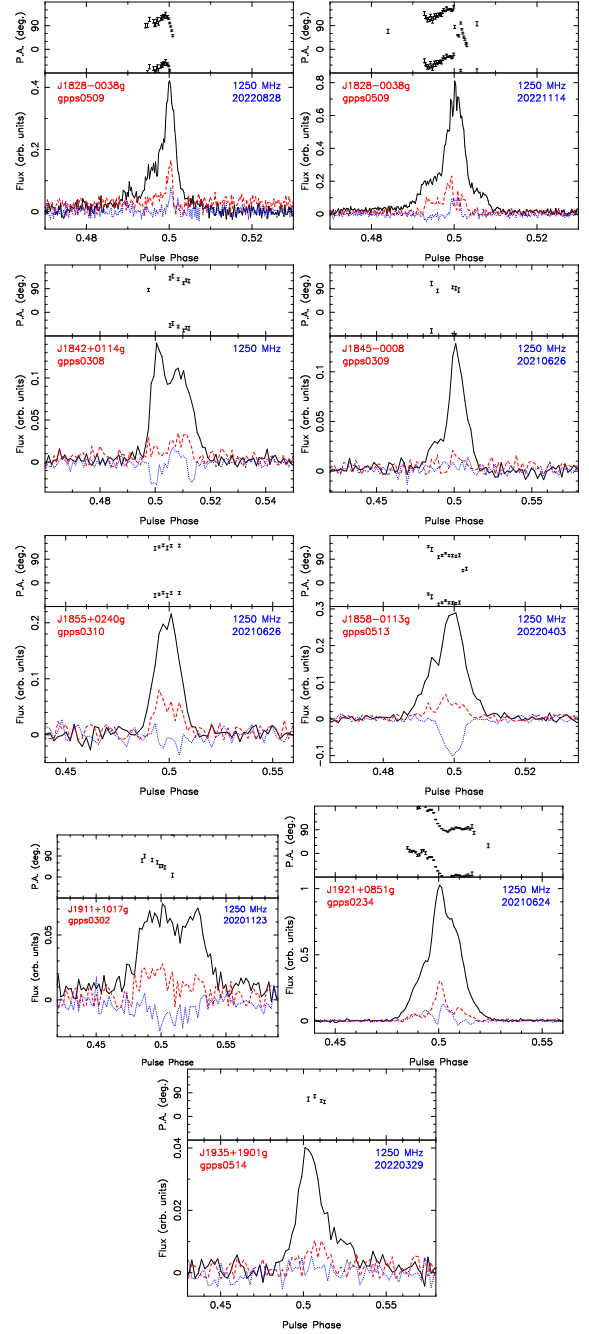 P.A. (deg.)
0 90
J1828−0038g 1250 MHz
gpps0509 20220828
Flux (arb. units)
0 0.2 0.4
0.48 0.5 0.52
Pulse Phase
P.A. (deg.)
0 90
J1828−0038g 1250 MHz
gpps0509 20221114
Flux (arb. units)
0 0.2 0.4 0.6 0.8
0.48 0.5 0.52
Pulse Phase
P.A. (deg.)
0 90
J1842+0114g 1250 MHz
gpps0308
Flux (arb. units)
0 0.05 0.1
0.48 0.5 0.52 0.54
Pulse Phase
P.A. (deg.)
0 90
J1845−0008 1250 MHz
gpps0309 20210626
Flux (arb. units)
0 0.05 0.1
0.45 0.5 0.55
Pulse Phase
P.A. (deg.)
0 90
J1855+0240g 1250 MHz
gpps0310 20210626
Flux (arb. units)
0 0.1 0.2
0.45 0.5 0.55
Pulse Phase
P.A. (deg.)
0 90
J1858−0113g 1250 MHz
gpps0513 20220403
Flux (arb. units)
−0.1 0 0.1 0.2 0.3
0.48 0.5 0.52
Pulse Phase
P.A. (deg.)
0 90
J1911+1017g 1250 MHz
gpps0302 20201123
Flux (arb. units)
0 0.05
0.45 0.5 0.55
Pulse Phase
P.A. (deg.)
0 90
J1921+0851g 1250 MHz
gpps0234 20210624
Flux (arb. units)
0 0.5 1
0.45 0.5 0.55
Pulse Phase
P.A. (deg.)
0 90
J1935+1901g 1250 MHz
gpps0514 20220329
Flux (arb. units)
0 0.02 0.04
0.45 0.5 0.55
Pulse Phase